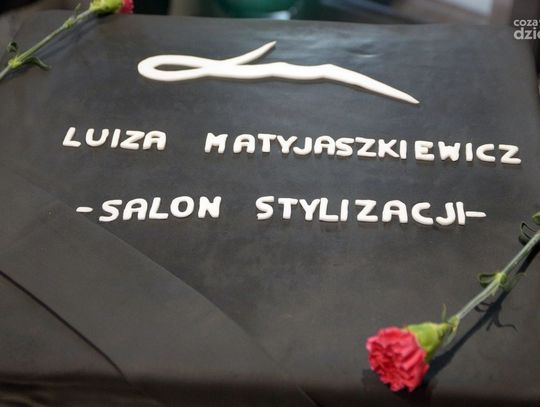 LUIZA MATYJASZKIEWICZ
-SALON STYLIZACJI-